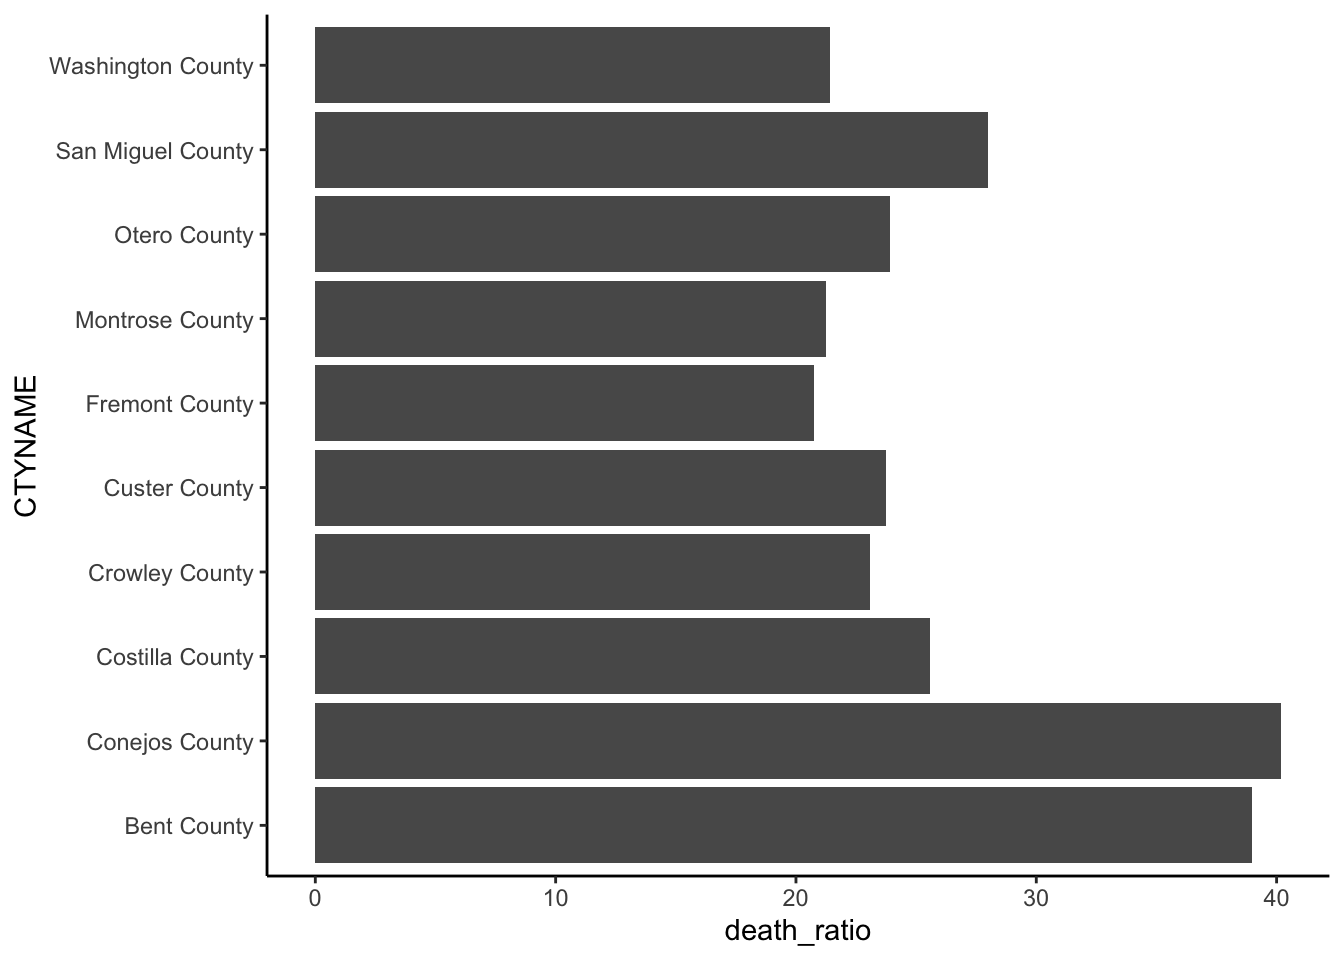 Washington County
San Miguel County
Otero County
Montrose County
Fremont County
Custer County
Crowley County
Costilla County
Conejos County
Bent County
CTYNAME
0 10 20 30 40
death_ratio